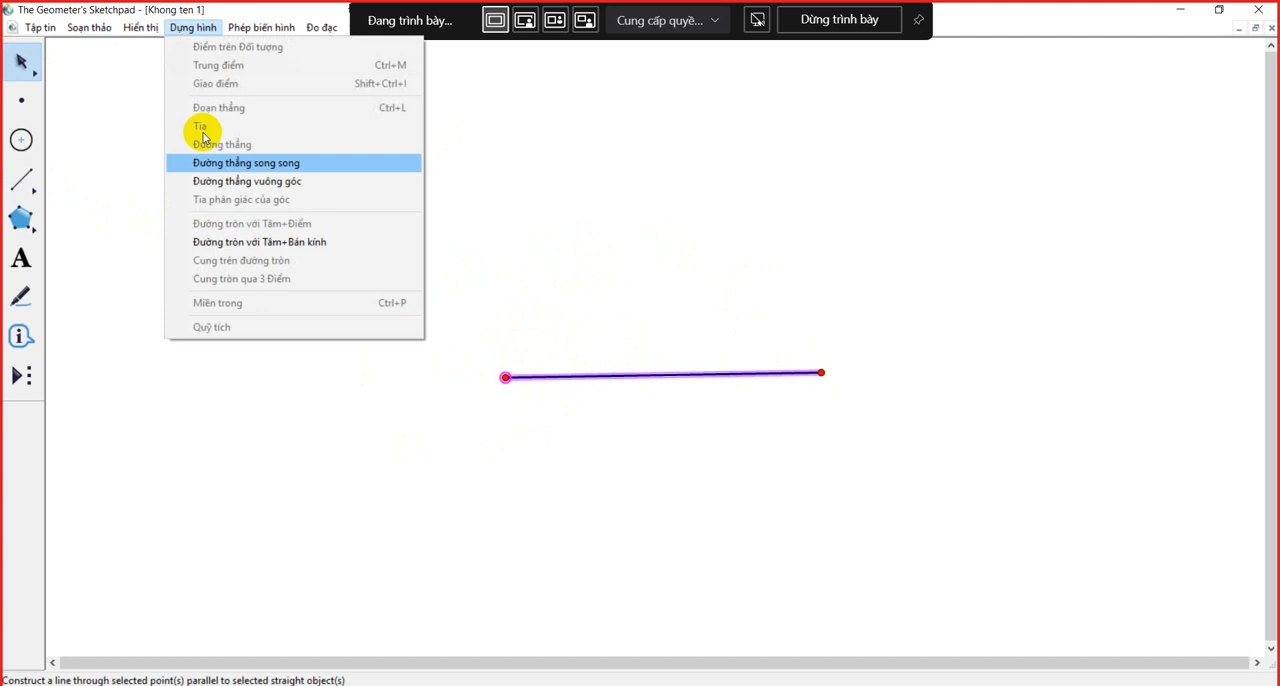 The Geometer's Sketchpad - [Khong ten 1]
Đang trình bày...
Cung cấp quyề...
Dừng trình bày
Tập tin Soạn thảo Hiển thị Dựng hình Phép biến hình Đo đạc
Điểm trên Đối tượng
Trung điểm Ctrl+M
Giao điểm Shift+Ctrl+I
Đoạn thẳng Ctrl+L
Tia
Đường thẳng
Đường thẳng song song
Đường thẳng vuông góc
Tia phân giác của góc
Đường tròn với Tâm+Điểm
Đường tròn với Tâm+Bán kính
Cung trên đường tròn
Cung tròn qua 3 Điểm
Miền trong Ctrl+P
Quỹ tích
A
Construct a line through selected point(s) parallel to selected straight object(s)